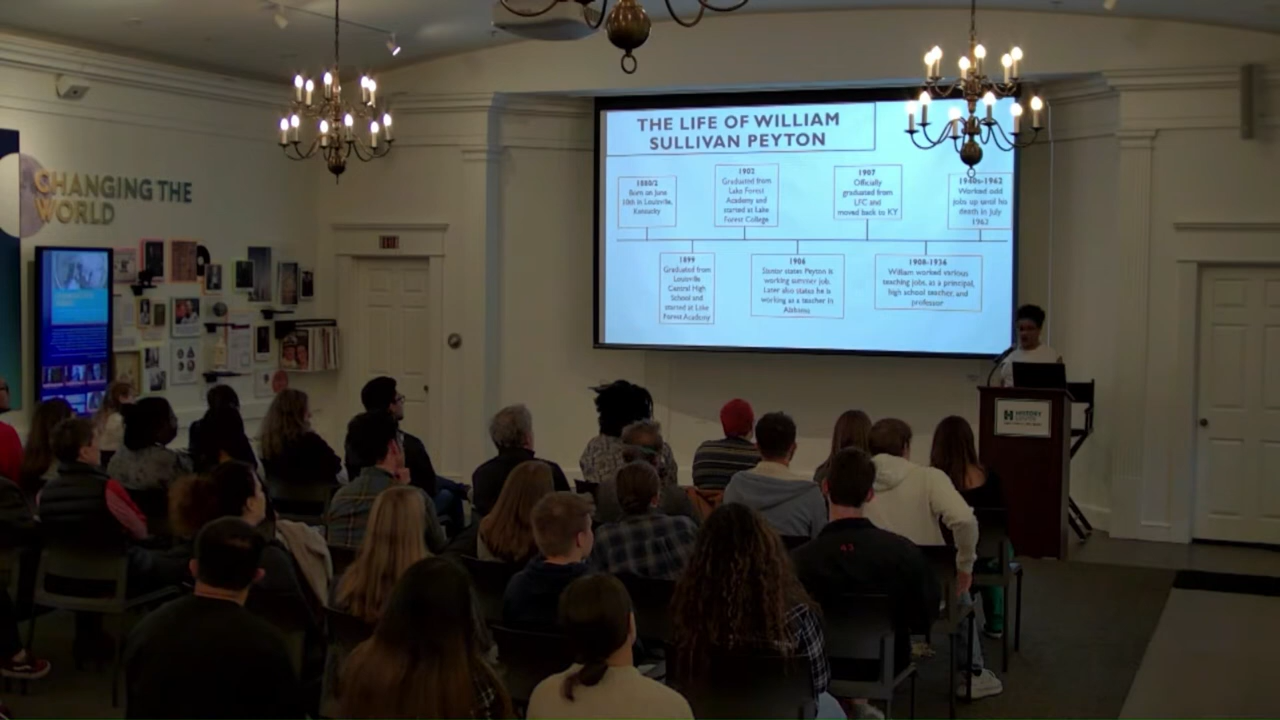 THE LIFE OF WILLIAM
SULLIVAN PEYTON
1880/2
Born on June
10th in Louisville,
Kentucky
1902
Graduated from
Lake Forest
Academy and
started at Lake
Forest College
1907
Officially
graduated from
LFC and
moved back to KY
1940s-1962
Worked odd
jobs up until his
death in July
1962
1899
Graduated from
Louisville
Central High
School and
started at Lake
Forest Academy
1906
Stentor states Peyton is
working summer job.
Later also states he is
working as a teacher in
Alabama
1908-1936
William worked various
teaching jobs, as a principal,
high school teacher, and
professor
CHANGING THE
WORLD
EXIT
H HISTORY
CENTER